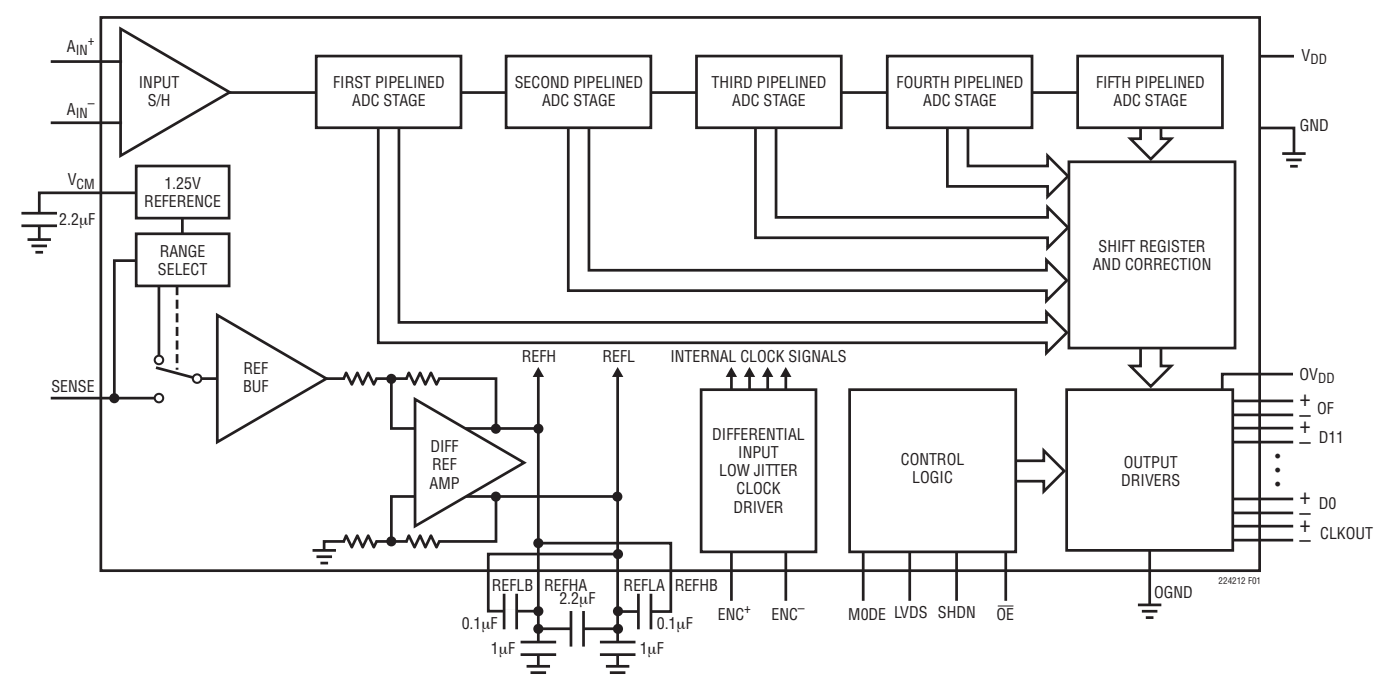 AIN+
AIN−
INPUT
S/H
FIRST PIPELINED
ADC STAGE
SECOND PIPELINED
ADC STAGE
THIRD PIPELINED
ADC STAGE
FOURTH PIPELINED
ADC STAGE
FIFTH PIPELINED
ADC STAGE
VDD
GND
VCM
2.2µF
1.25V
REFERENCE
RANGE
SELECT
SHIFT REGISTER
AND CORRECTION
SENSE
REF
BUF
REFH
REFL
INTERNAL CLOCK SIGNALS
DIFF
REF
AMP
DIFFERENTIAL
INPUT
LOW JITTER
CLOCK
DRIVER
CONTROL
LOGIC
OUTPUT
DRIVERS
OVDD
+
− OF
+
− D11
+
− D0
+
− CLKOUT
224212 F01
REFLB
REFHA
REFLA
REFHB
2.2µF
0.1µF
0.1µF
1µF
1µF
ENC+
ENC−
MODE
LVDS
SHDN
O̅E̅
OGND